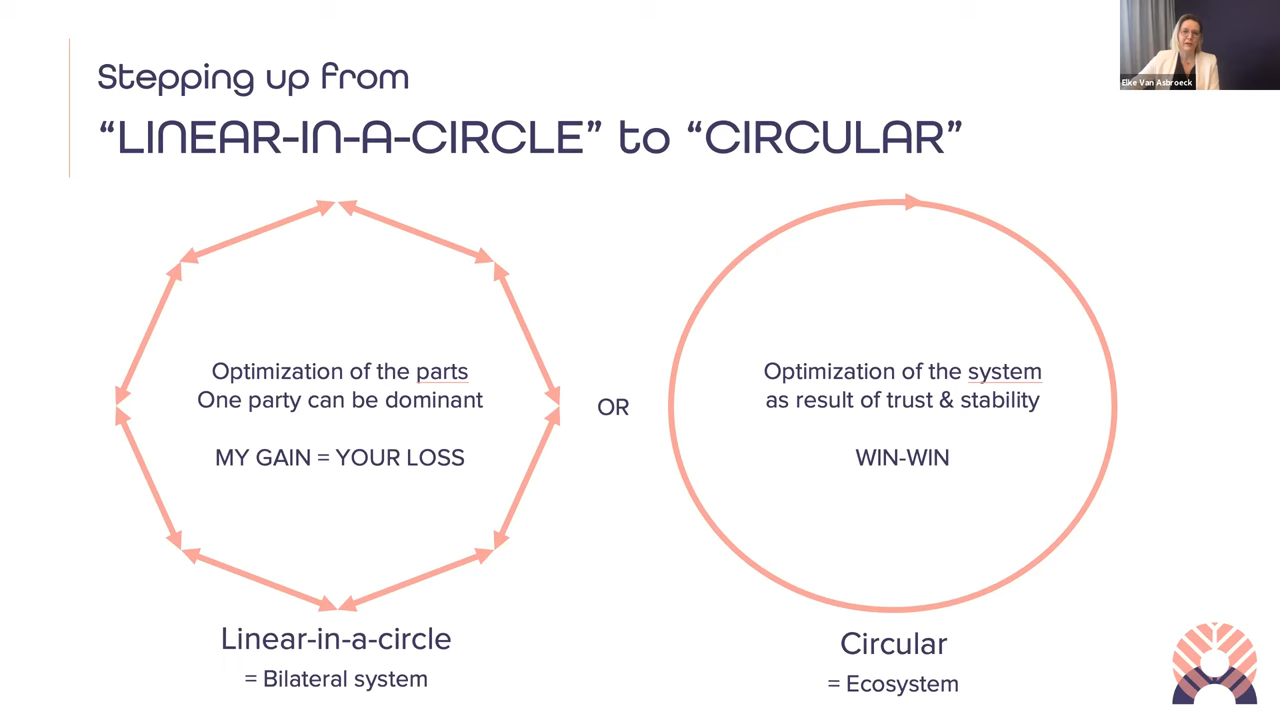 Stepping up from
“LINEAR-IN-A-CIRCLE” to “CIRCULAR”
Elke Van Asbroeck
Optimization of the parts
One party can be dominant
MY GAIN = YOUR LOSS
OR
Optimization of the system
as result of trust & stability
WIN-WIN
Linear-in-a-circle
= Bilateral system
Circular
= Ecosystem